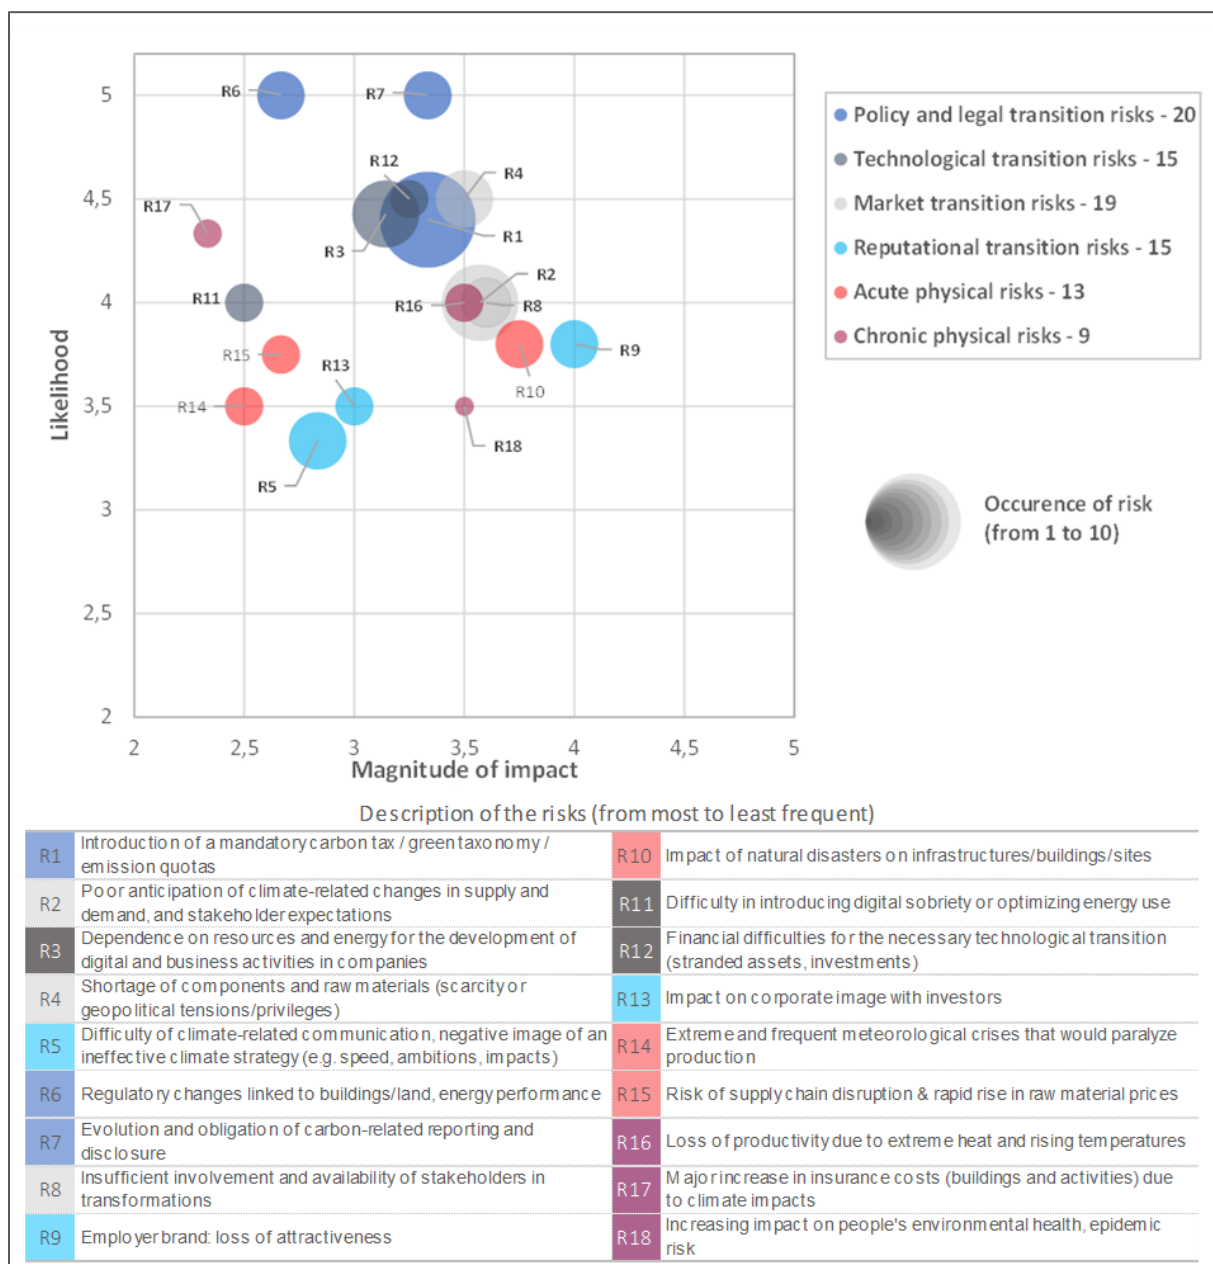 5
4,5
4
3,5
3
2,5
2
Likelihood
2
2,5
3
3,5
4
4,5
5
Magnitude of impact
R6
R7
R12
R4
R17
R3
R1
R11
R2
R16
R8
R15
R13
R9
R10
R14
R18
R5
Policy and legal transition risks - 20
Technological transition risks - 15
Market transition risks - 19
Reputational transition risks - 15
Acute physical risks - 13
Chronic physical risks - 9
Occurence of risk
(from 1 to 10)
Description of the risks (from most to least frequent)
R1
Introduction of a mandatory carbon tax / green taxonomy /
emission quotas
R2
Poor anticipation of climate-related changes in supply and
demand, and stakeholder expectations
R3
Dependence on resources and energy for the development of
digital and business activities in companies
R4
Shortage of components and raw materials (scarcity or
geopolitical tensions/privileges)
R5
Difficulty of climate-related communication, negative image of an
ineffective climate strategy (e.g. speed, ambitions, impacts)
R6
Regulatory changes linked to buildings/land, energy performance
R7
Evolution and obligation of carbon-related reporting and
disclosure
R8
Insufficient involvement and availability of stakeholders in
transformations
R9
Employer brand: loss of attractiveness
R10
Impact of natural disasters on infrastructures/buildings/sites
R11
Difficulty in introducing digital sobriety or optimizing energy use
R12
Financial difficulties for the necessary technological transition
(stranded assets, investments)
R13
Impact on corporate image with investors
R14
Extreme and frequent meteorological crises that would paralyze
production
R15
Risk of supply chain disruption & rapid rise in raw material prices
R16
Loss of productivity due to extreme heat and rising temperatures
R17
Major increase in insurance costs (buildings and activities) due
to climate impacts
R18
Increasing impact on people's environmental health, epidemic
risk